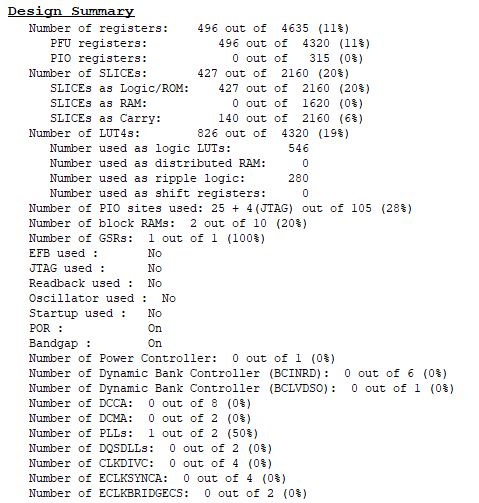 Design Summary
Number of registers: 496 out of 4635 (11%)
PFU registers: 496 out of 4320 (11%)
PIO registers: 0 out of 315 (0%)
Number of SLICEs: 427 out of 2160 (20%)
SLICEs as Logic/ROM: 427 out of 2160 (20%)
SLICEs as RAM: 0 out of 1620 (0%)
SLICEs as Carry: 140 out of 2160 (6%)
Number of LUT4s: 826 out of 4320 (19%)
Number used as logic LUTs: 546
Number used as distributed RAM: 0
Number used as ripple logic: 280
Number used as shift registers: 0
Number of PIO sites used: 25 + 4(JTAG) out of 105 (28%)
Number of block RAMs: 2 out of 10 (20%)
Number of GSRs: 1 out of 1 (100%)
EFB used : No
JTAG used : No
Readback used : No
Oscillator used : No
Startup used : No
POR : On
Bandgap : On
Number of Power Controller: 0 out of 1 (0%)
Number of Dynamic Bank Controller (BCINRD): 0 out of 6 (0%)
Number of Dynamic Bank Controller (BCLVDSO): 0 out of 1 (0%)
Number of DCCA: 0 out of 8 (0%)
Number of DCMA: 0 out of 2 (0%)
Number of PLLs: 1 out of 2 (50%)
Number of DQSDLLs: 0 out of 2 (0%)
Number of CLKDIVC: 0 out of 4 (0%)
Number of ECLKSYNCA: 0 out of 4 (0%)
Number of ECLKBRIDGECS: 0 out of 2 (0%)